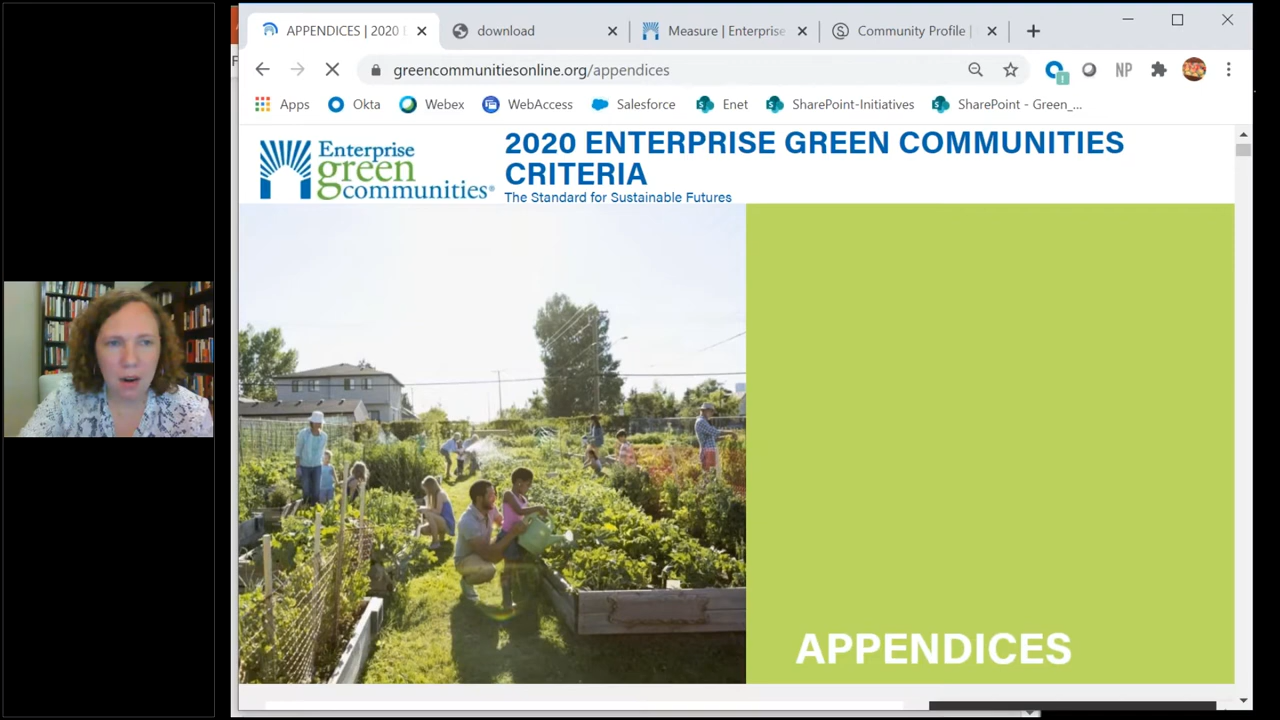 APPENDICES | 2020
download
Measure | Enterprise
Community Profile |
greencommunitiesonline.org/appendices
NP
Apps
Okta
Webex
WebAccess
Salesforce
Enet
SharePoint-Initiatives
SharePoint - Green_...
Enterprise
green
communities®
2020 ENTERPRISE GREEN COMMUNITIES
CRITERIA
The Standard for Sustainable Futures
APPENDICES